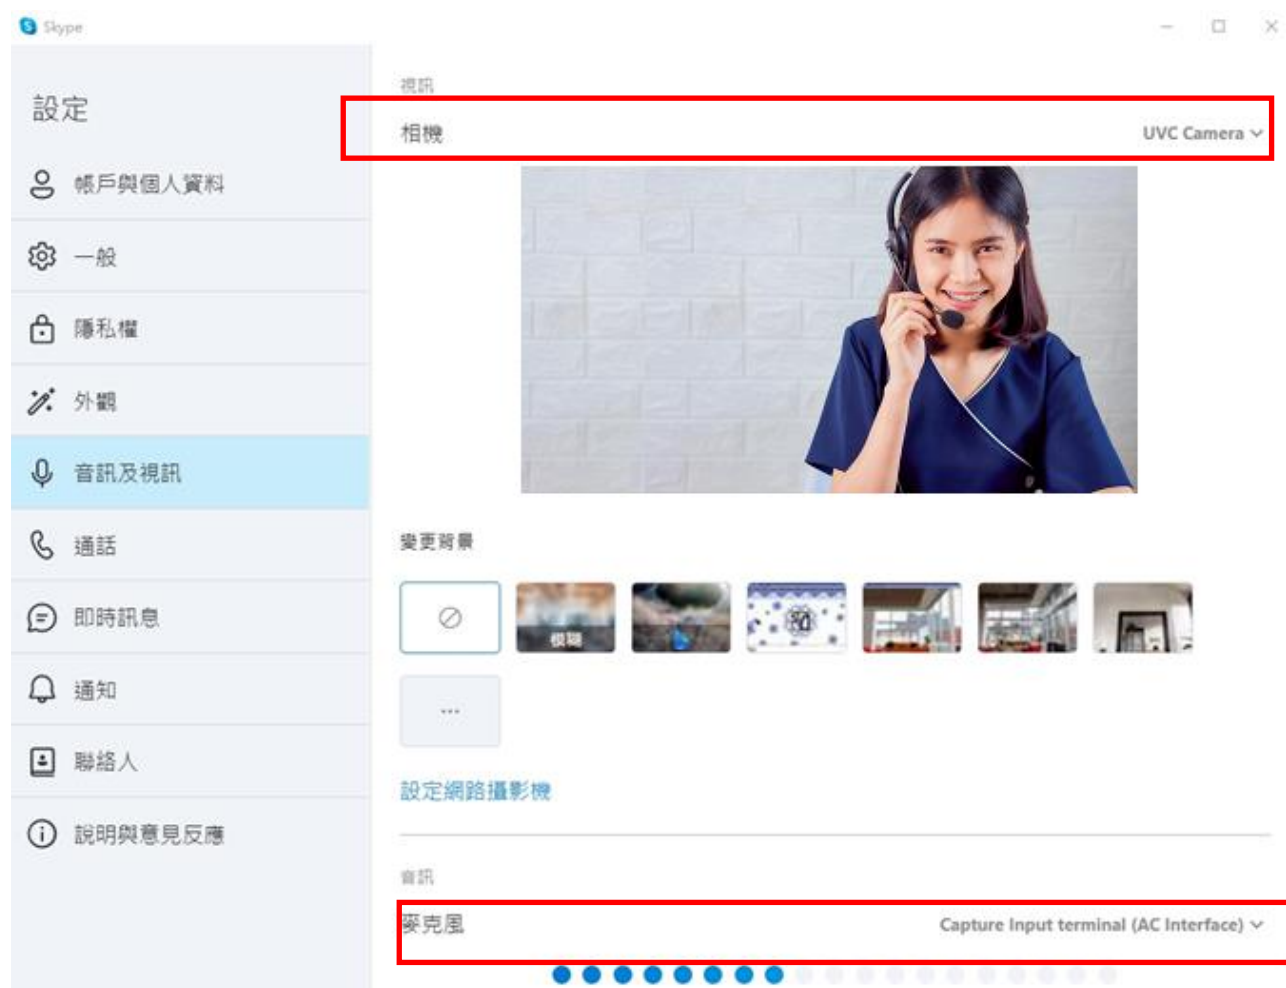 Skype
設定
帳戶與個人資料
一般
隱私權
外觀
音訊及視訊
通話
即時訊息
通知
聯絡人
說明與意見反應
視訊
相機
UVC Camera
變更背景
模糊
設定網路攝影機
音訊
麥克風
Capture Input terminal (AC Interface)